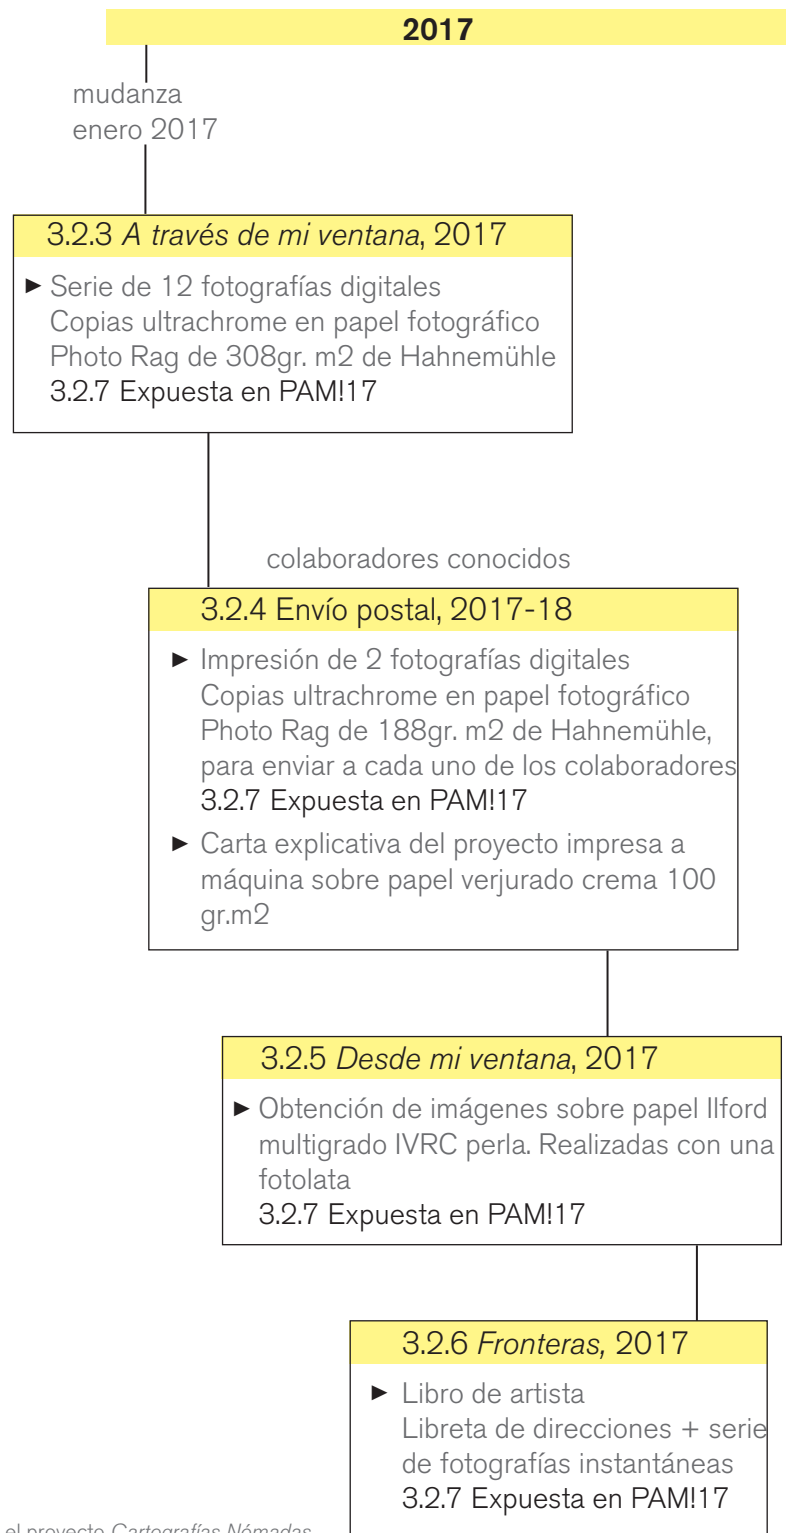 2017
mudanza
enero 2017
3.2.3 A través de mi ventana, 2017
► Serie de 12 fotografías digitales
Copias ultrachrome en papel fotográfico
Photo Rag de 308gr. m2 de Hahnemühle
3.2.7 Expuesta en PAM!17
colaboradores conocidos
3.2.4 Envío postal, 2017-18
► Impresión de 2 fotografías digitales
Copias ultrachrome en papel fotográfico
Photo Rag de 188gr. m2 de Hahnemühle,
para enviar a cada uno de los colaboradores
3.2.7 Expuesta en PAM!17
► Carta explicativa del proyecto impresa a
máquina sobre papel verjurado crema 100
gr.m2
3.2.5 Desde mi ventana, 2017
► Obtención de imágenes sobre papel Ilford
multigrado IVRC perla. Realizadas con una
fotolata
3.2.7 Expuesta en PAM!17
3.2.6 Fronteras, 2017
► Libro de artista
Libreta de direcciones + serie
de fotografías instantáneas
3.2.7 Expuesta en PAM!17
el proyecto Cartografías Nómadas